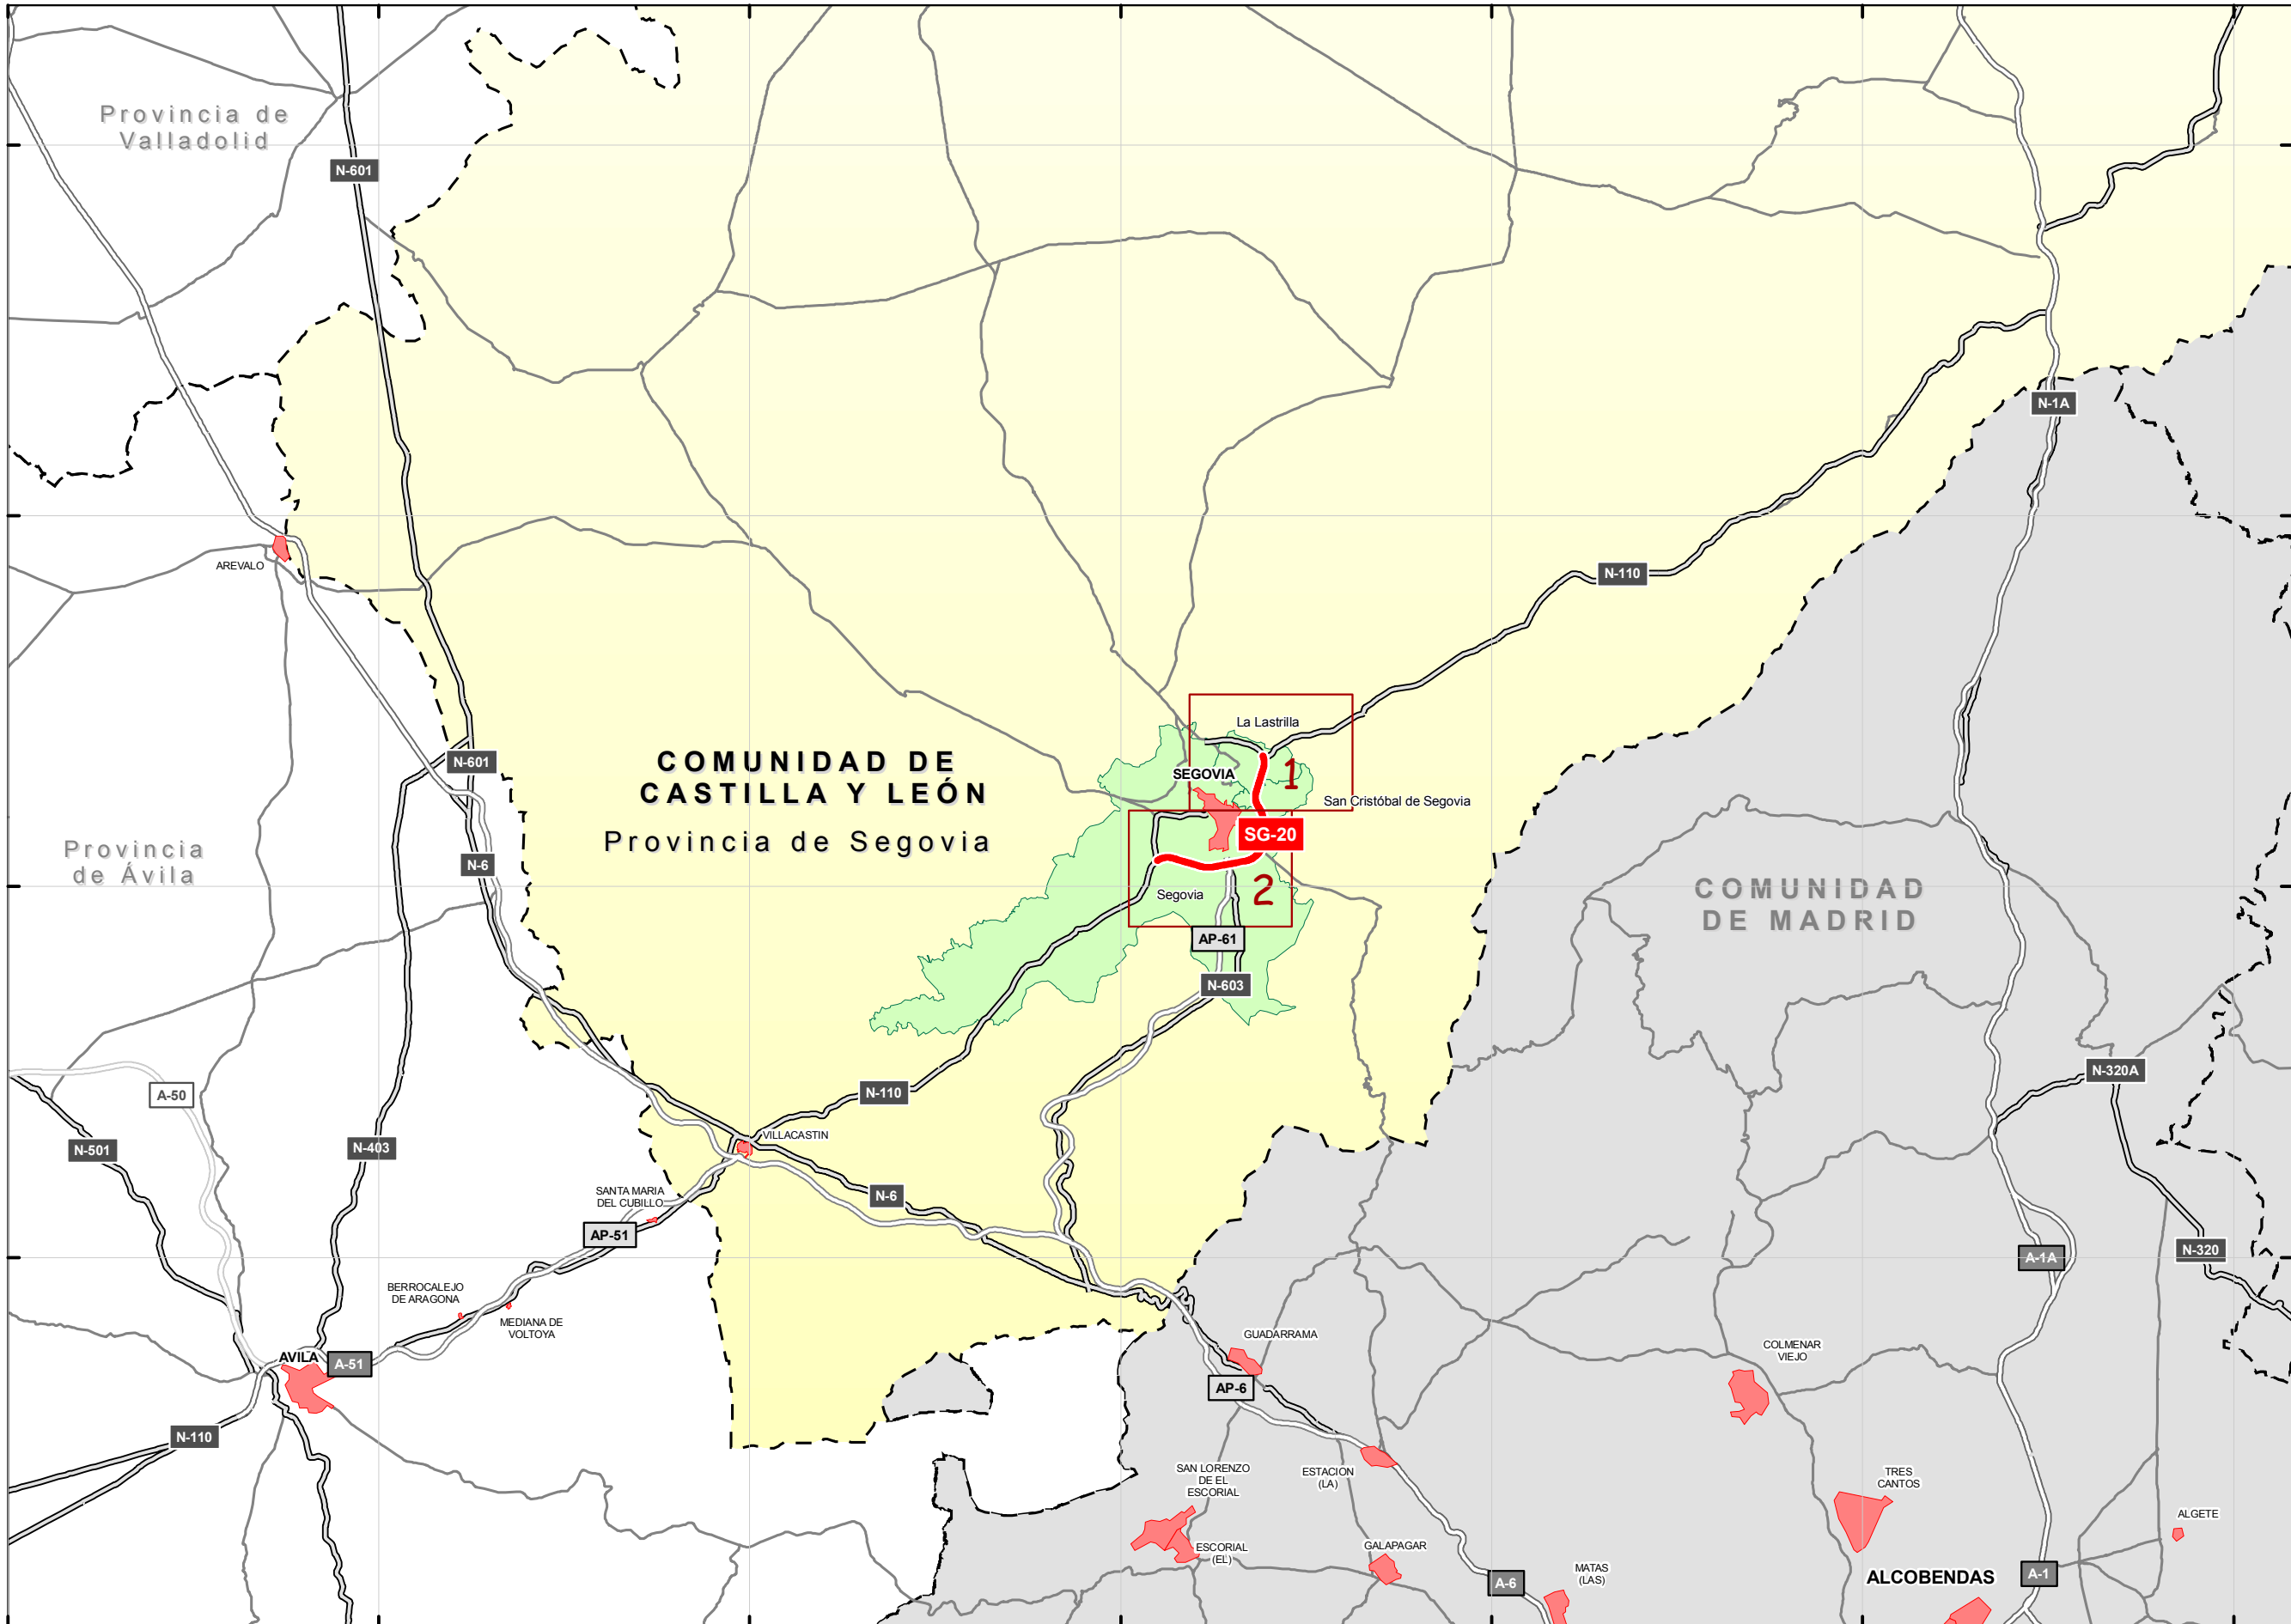 Provincia de
Valladolid
N-601
N-1A
AREVALO
N-110
La Lastrilla
SEGOVIA
1
San Cristóbal de Segovia
N-601
COMUNIDAD DE
CASTILLA Y LEÓN
Provincia de Segovia
SG-20
Provincia
de Ávila
N-6
Segovia
2
COMUNIDAD
DE MADRID
AP-61
N-603
A-50
N-110
N-320A
N-501
N-403
VILLACASTIN
SANTA MARIA
DEL CUBILLO
N-6
AP-51
A-1A
N-320
BERROCALEJO
DE ARAGONA
MEDIANA DE
VOLTOYA
GUADARRAMA
COLMENAR
VIEJO
AVILA
A-51
AP-6
N-110
SAN LORENZO
DE EL
ESCORIAL
ESTACION
(LA)
TRES
CANTOS
ALGETE
ESCORIAL
(EL)
GALAPAGAR
MATAS
(LAS)
A-6
ALCOBENDAS
A-1